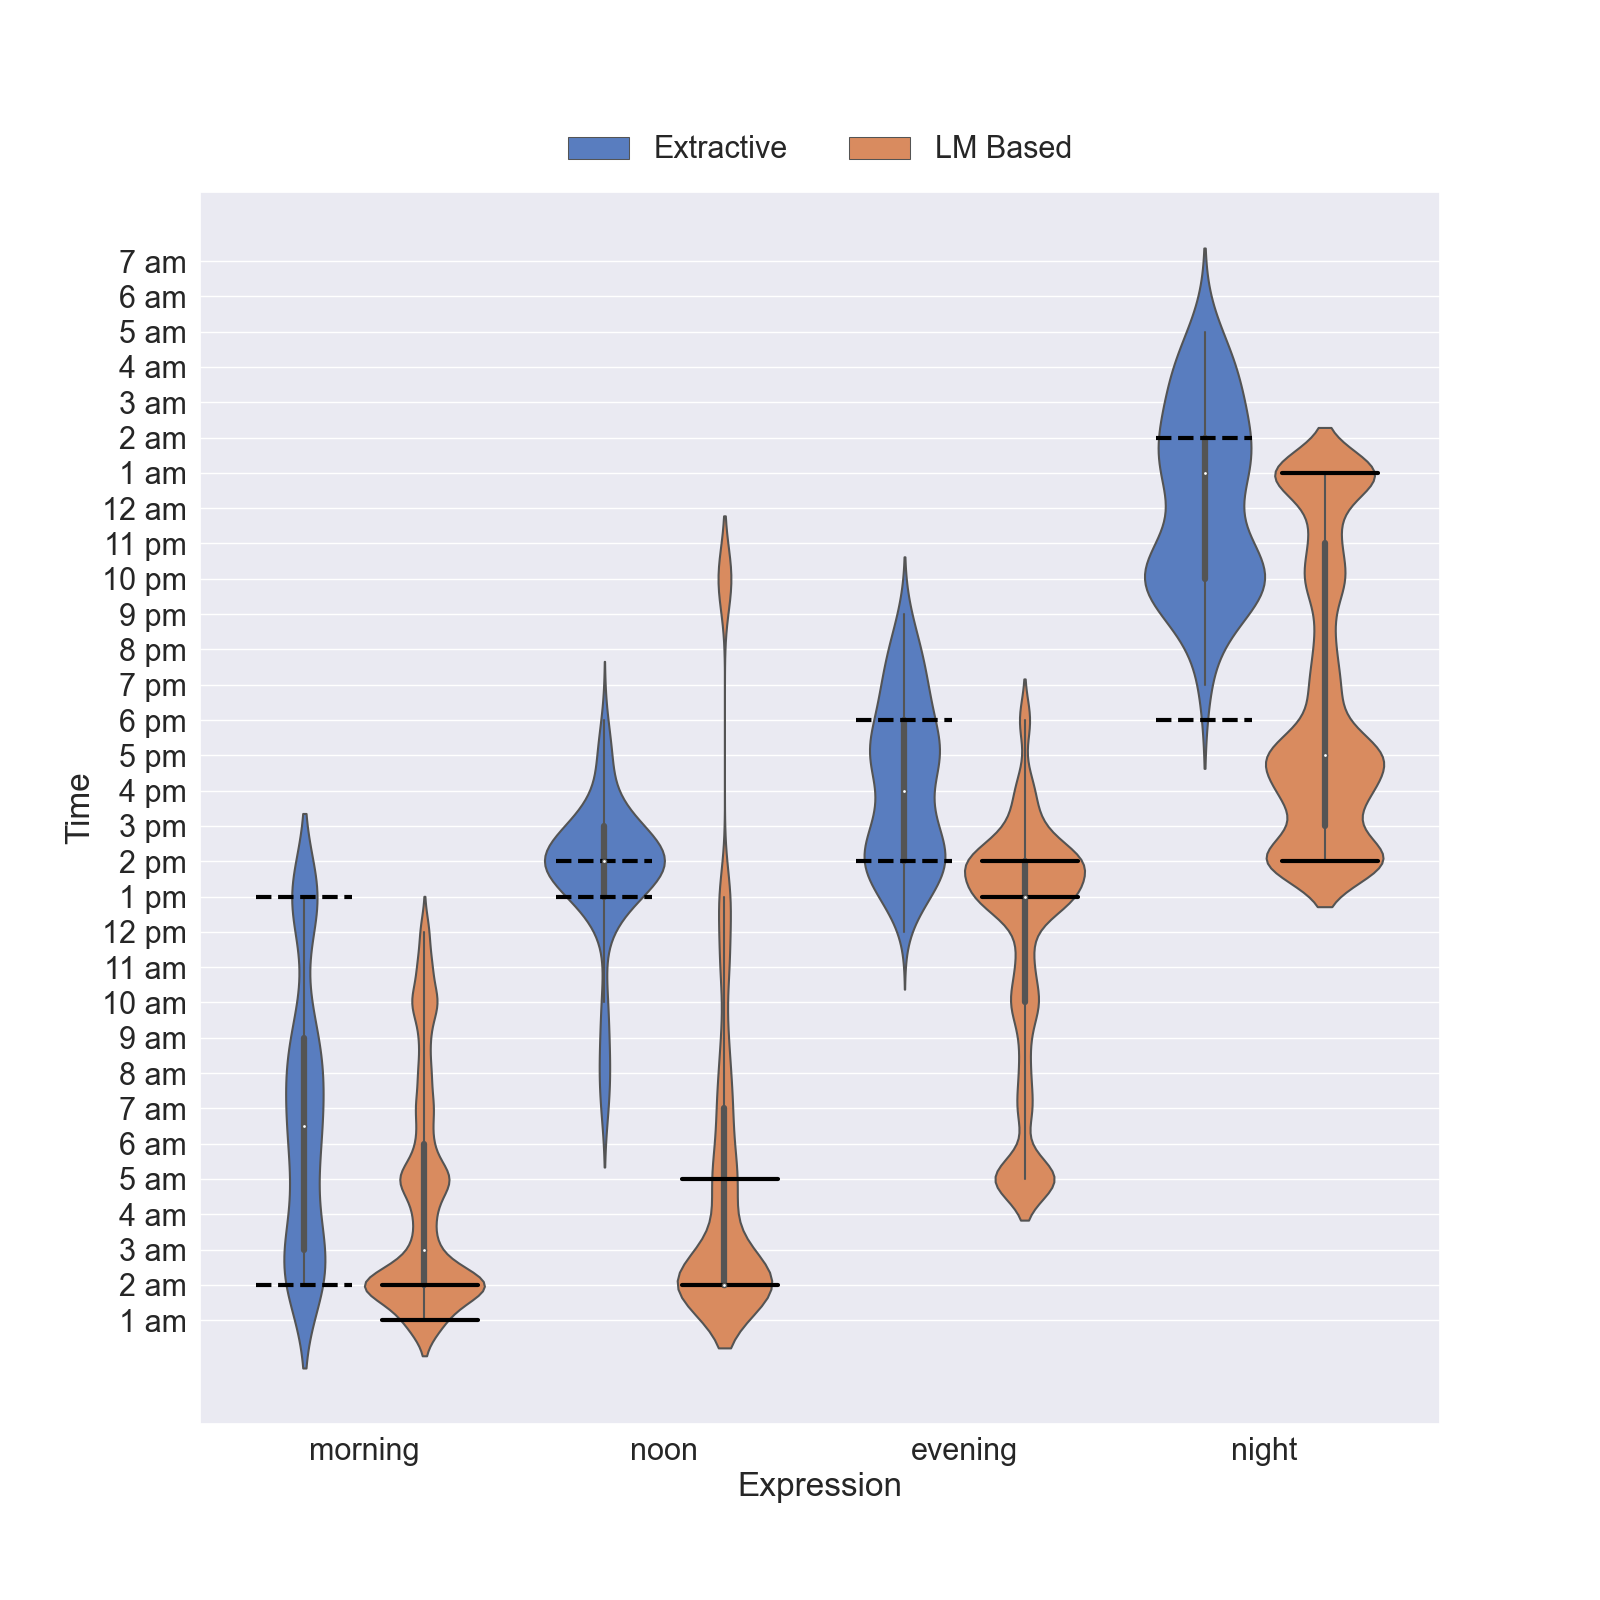 Extractive LM Based
Time
7 am
6 am
5 am
4 am
3 am
2 am
1 am
12 am
11 pm
10 pm
9 pm
8 pm
7 pm
6 pm
5 pm
4 pm
3 pm
2 pm
1 pm
12 pm
11 am
10 am
9 am
8 am
7 am
6 am
5 am
4 am
3 am
2 am
1 am
morning noon evening night
Expression